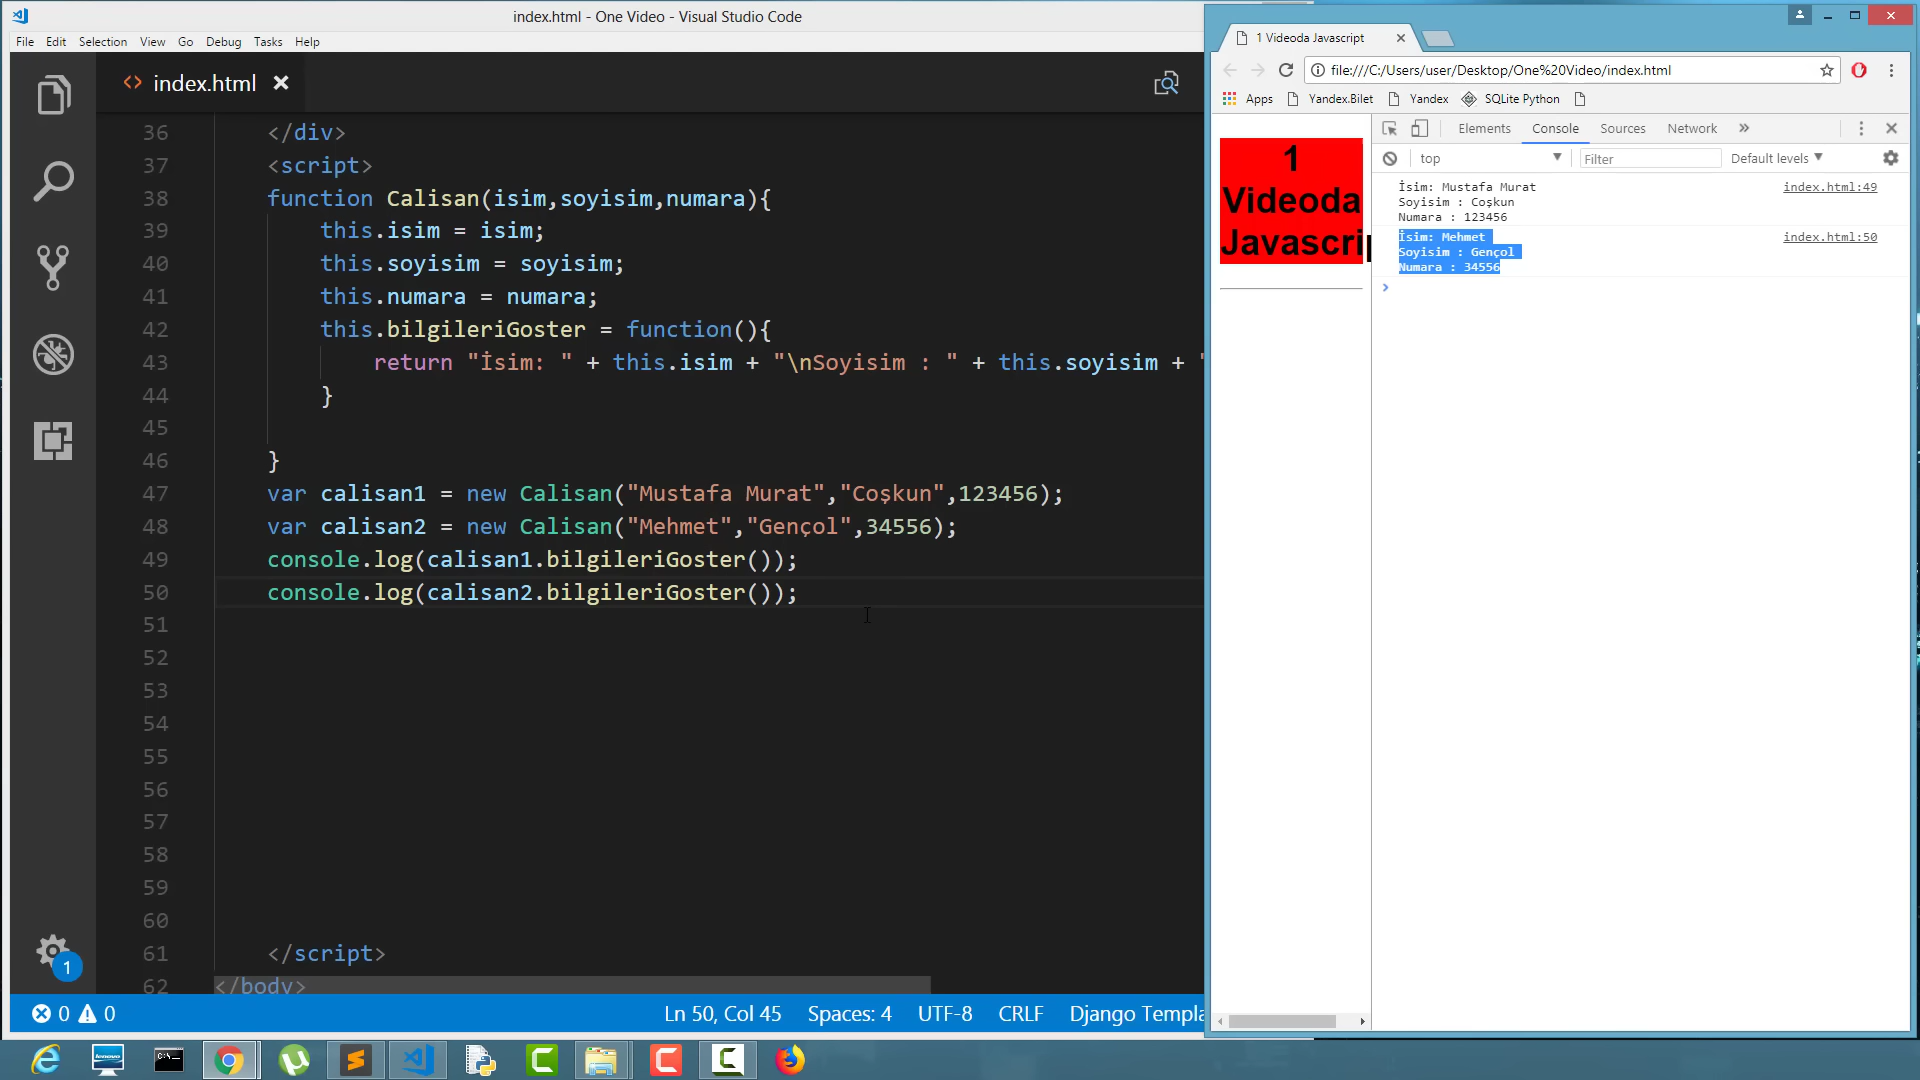 index.html - One Video - Visual Studio Code
File Edit Selection View Go Debug Tasks Help
<> index.html
36 </div>
37 <script>
38 function Calisan(isim,soyisim,numara){
39 this.isim = isim;
40 this.soyisim = soyisim;
41 this.numara = numara;
42 this.bilgileriGoster = function(){
43 return "İsim: " + this.isim + "\nSoyisim : " + this.soyisim + "
44 }
45
46 }
47 var calisan1 = new Calisan("Mustafa Murat","Coşkun",123456);
48 var calisan2 = new Calisan("Mehmet","Gençol",34556);
49 console.log(calisan1.bilgileriGoster());
50 console.log(calisan2.bilgileriGoster());
51
52
53
54
55
56
57
58
59
60
61 </script>
62 </body>
1
0 0 Ln 50, Col 45 Spaces: 4 UTF-8 CRLF Django Templa
1 Videoda Javascript
file:///C:/Users/user/Desktop/One%20Video/index.html
Apps Yandex.Bilet Yandex SQLite Python
1
Videoda
Javascrip
Elements Console Sources Network »
top Filter Default levels
İsim: Mustafa Murat index.html:49
Soyisim : Coşkun
Numara : 123456
İsim: Mehmet index.html:50
Soyisim : Gençol
Numara : 34556
>
lenovo
C:\_